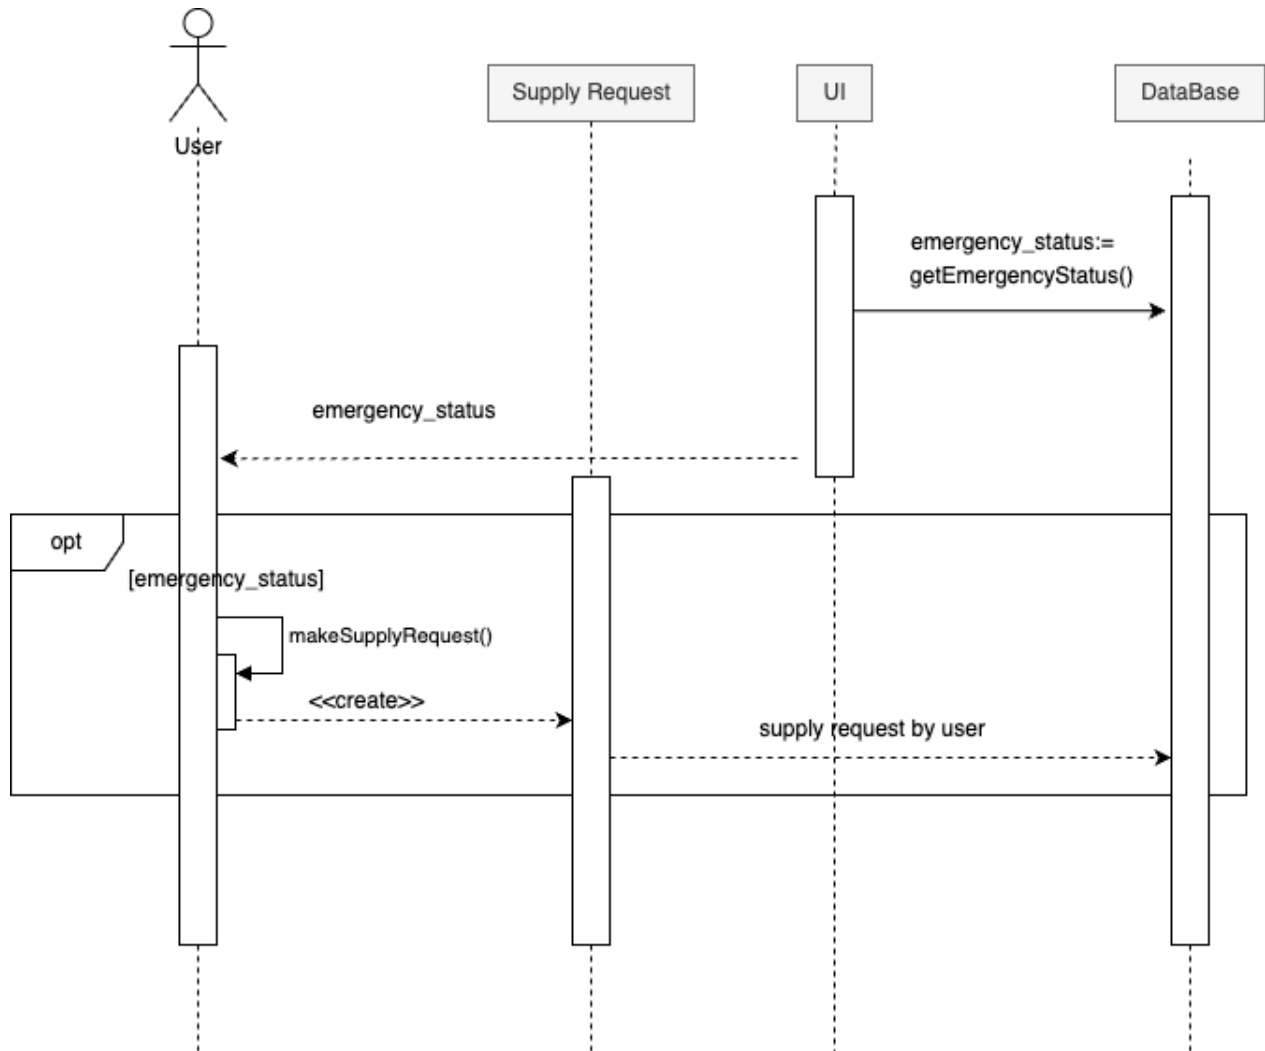 Supply Request
UI
DataBase
User
emergency_status:=
getEmergencyStatus()
emergency_status
opt
[emergency_status]
makeSupplyRequest()
<<create>>
supply request by user